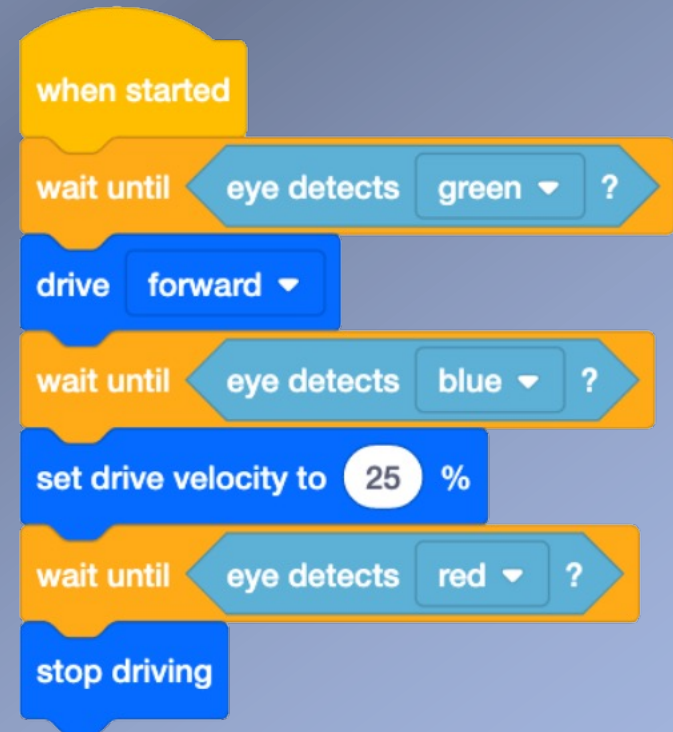 when started
wait until eye detects green ?
drive forward
wait until eye detects blue ?
set drive velocity to 25 %
wait until eye detects red ?
stop driving